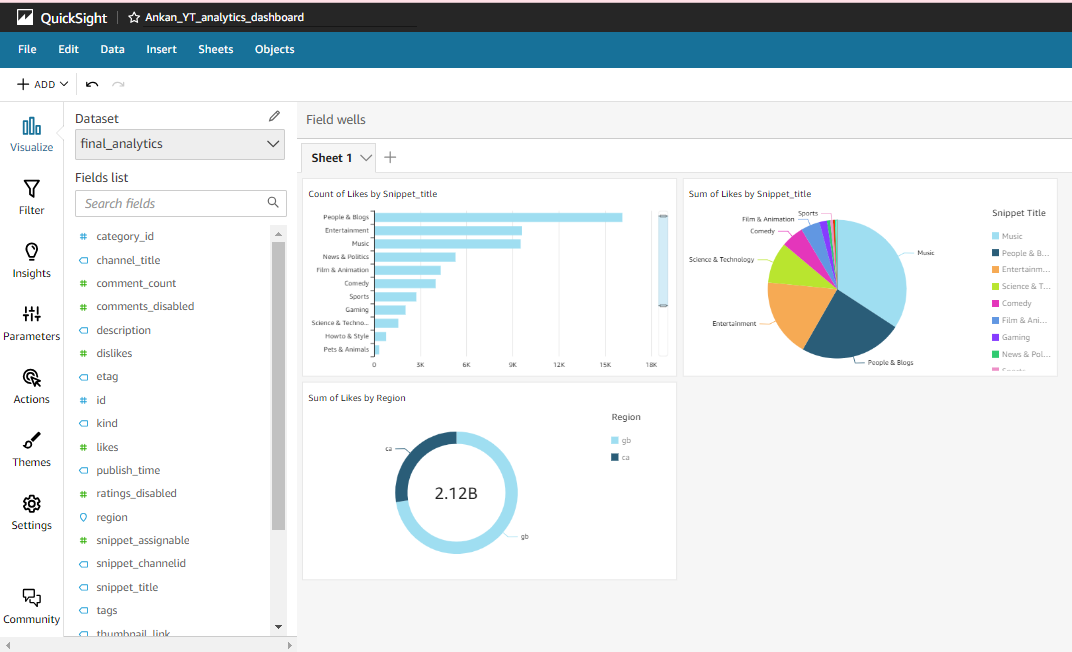 QuickSight
Ankan_YT_analytics_dashboard
File Edit Data Insert Sheets Objects
ADD
Visualize
Filter
Insights
Parameters
Actions
Themes
Settings
Community
Dataset
final_analytics
Fields list
Search fields
category_id
channel_title
comment_count
comments_disabled
description
dislikes
etag
id
kind
likes
publish_time
ratings_disabled
region
snippet_assignable
snippet_channelid
snippet_title
tags
thumbnail_link
Field wells
Sheet 1
Count of Likes by Snippet_title
People & Blogs
Entertainment
Music
News & Politics
Film & Animation
Comedy
Sports
Gaming
Science & Techno...
Howto & Style
Pets & Animals
0 3K 6K 9K 12K 15K 18K
Sum of Likes by Snippet_title
Sports
Film & Animation
Comedy
Science & Technology
Entertainment
Music
People & Blogs
Snippet Title
Music
People & B...
Entertainm...
Science & T...
Comedy
Film & Ani...
Gaming
News & Pol...
Sports
Sum of Likes by Region
ca
2.12B
gb
Region
gb
ca